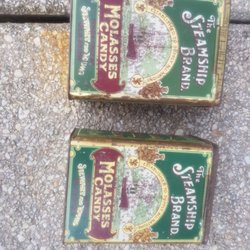 The
STEAMSHIP
BRAND.
MOLASSES
CANDY
The
STEAMSHIP
BRAND.
MOLASSES
CANDY